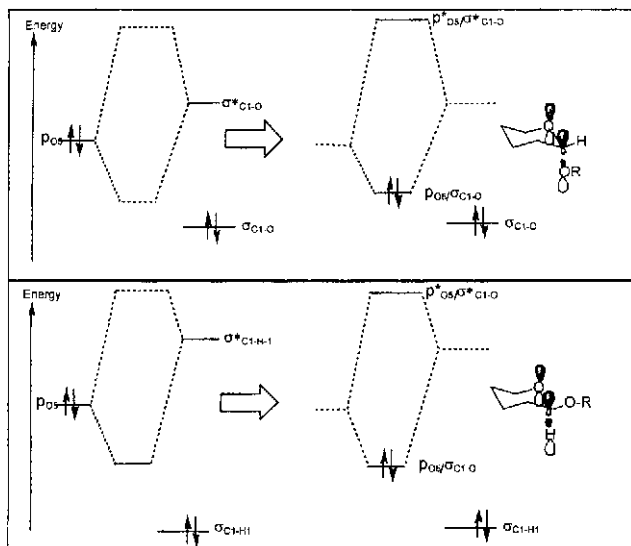 Energy
p*O5/σ*C1-O
σ*C1-O
pO5
H
OR
pO5/σC1-O
σC1-O
σC1-O
Energy
p*O5/σ*C1-O
σ*C1-H-1
pO5
O-R
H
pO5/σC1-O
σC1-H1
σC1-H1